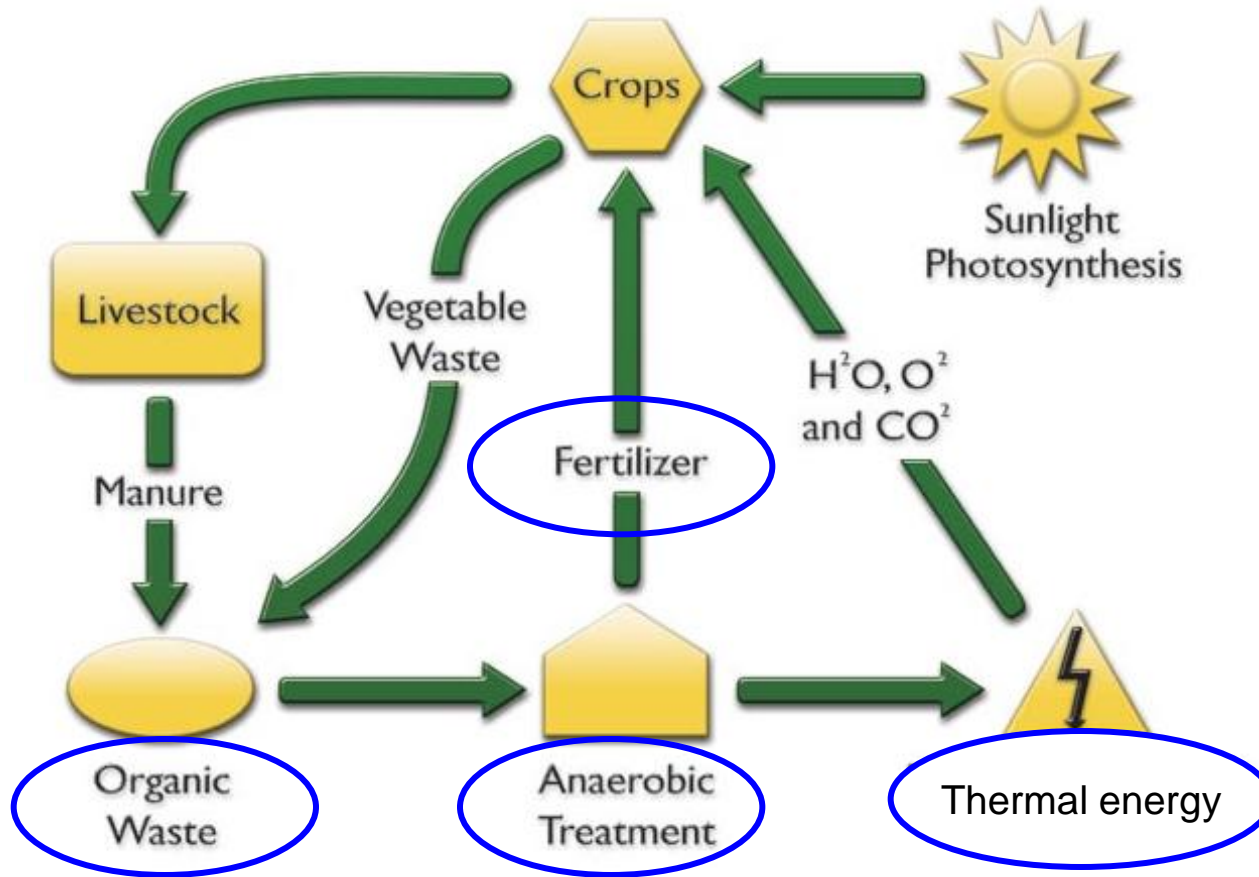 Crops
Sunlight
Photosynthesis
Livestock
Vegetable
Waste
H²O, O²
and CO²
Fertilizer
Manure
Organic
Waste
Anaerobic
Treatment
Thermal energy